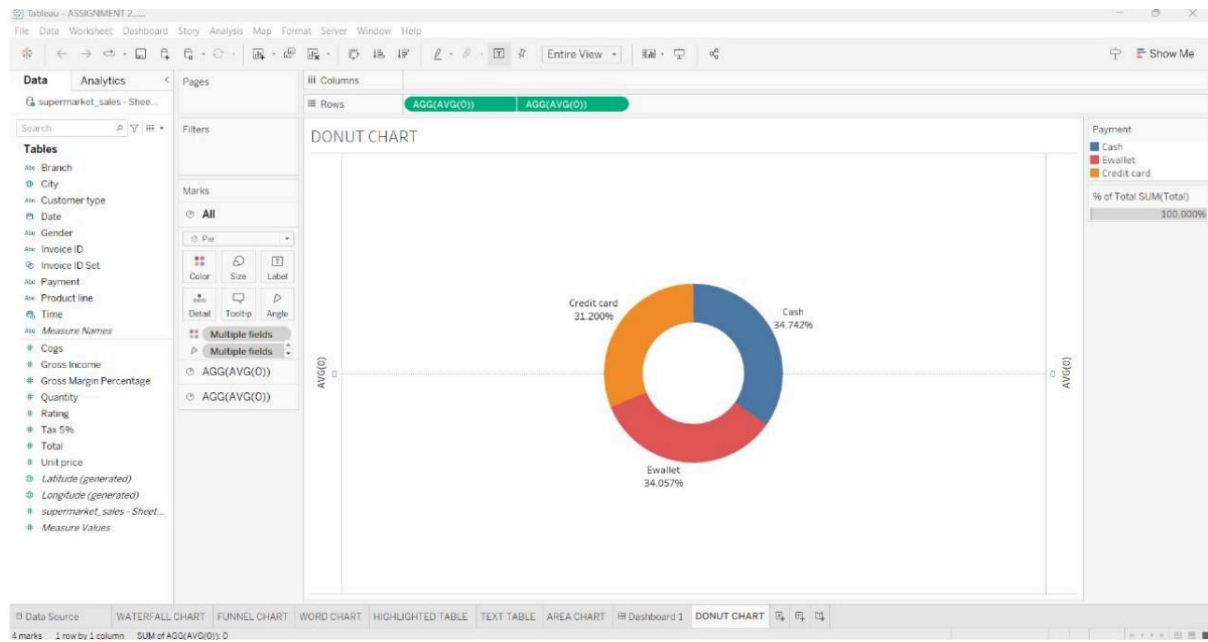 Tableau - ASSIGNMENT 2......
File Data Worksheet Dashboard Story Analysis Map Format Server Window Help
Entire View
Show Me
Data Analytics
supermarket_sales - Shee...
Search
Tables
Abc Branch
City
Abc Customer type
Date
Abc Gender
Abc Invoice ID
Invoice ID Set
Abc Payment
Abc Product line
Time
Abc Measure Names
# Cogs
# Gross Income
# Gross Margin Percentage
# Quantity
# Rating
# Tax 5%
# Total
# Unit price
Latitude (generated)
Longitude (generated)
# supermarket_sales - Sheet...
# Measure Values
Pages
Filters
Marks
All
Pie
Color Size Label
Detail Tooltip Angle
Multiple fields
Multiple fields
AGG(AVG(0))
AGG(AVG(0))
Columns
Rows AGG(AVG(0)) AGG(AVG(0))
DONUT CHART
AVG(0)
0
Credit card
31.200%
Cash
34.742%
Ewallet
34.057%
0
AVG(0)
Payment
Cash
Ewallet
Credit card
% of Total SUM(Total)
100.000%
Data Source WATERFALL CHART FUNNEL CHART WORD CHART HIGHLIGHTED TABLE TEXT TABLE AREA CHART Dashboard 1 DONUT CHART
4 marks 1 row by 1 column SUM of AGG(AVG(0)): 0